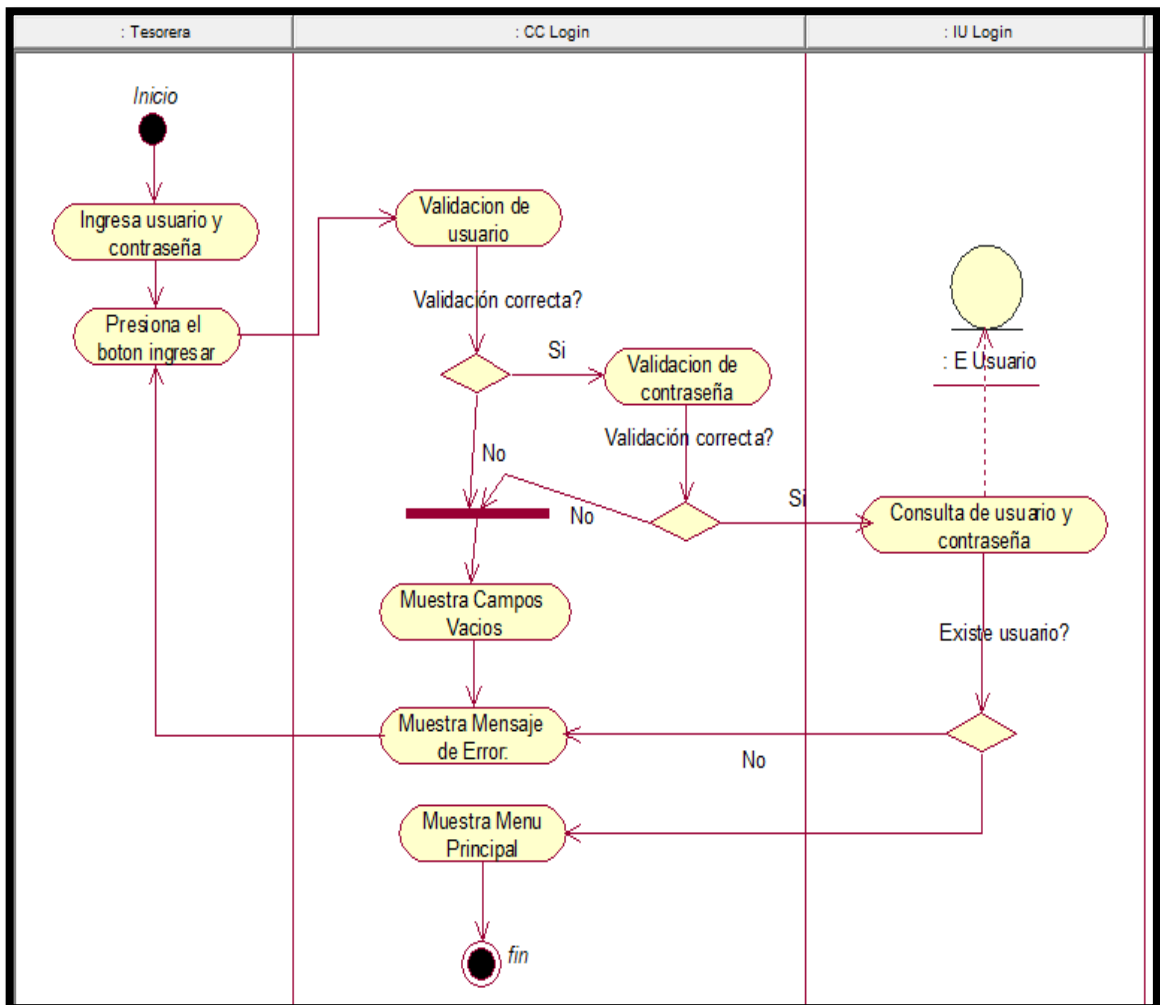 : Tesorera
: CC Login
: IU Login
Inicio
Ingresa usuario y
contraseña
Presiona el
boton ingresar
Validacion de
usuario
Validación correcta?
Si
Validacion de
contraseña
Validación correcta?
No
No
Si
: E Usuario
Consulta de usuario y
contraseña
Muestra Campos
Vacios
Existe usuario?
Muestra Mensaje
de Error:
No
Muestra Menu
Principal
fin